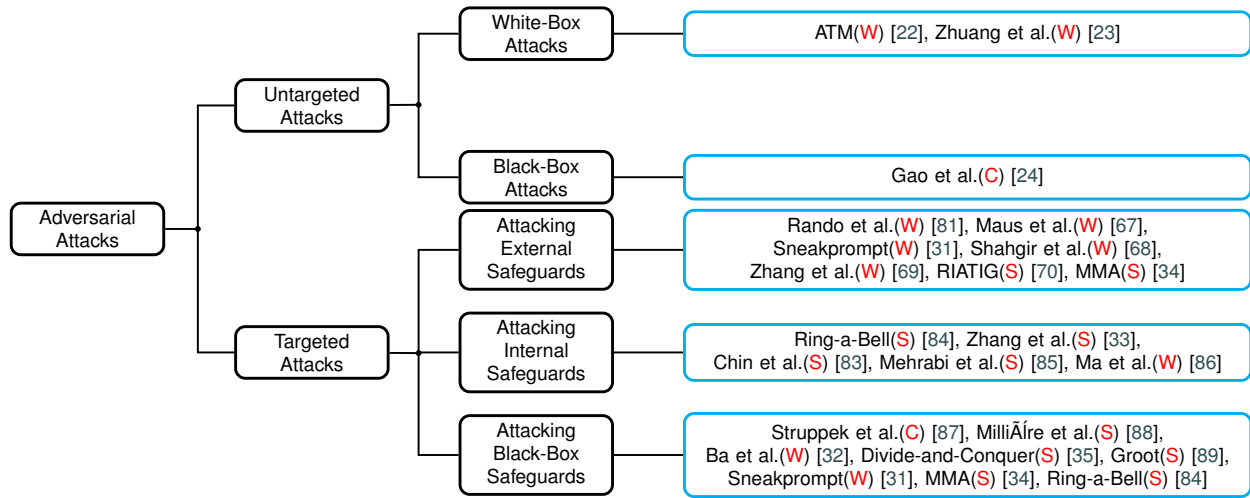 White-Box
Attacks
ATM(W) [22], Zhuang et al.(W) [23]
Untargeted
Attacks
Black-Box
Attacks
Gao et al.(C) [24]
Adversarial
Attacks
Attacking
External
Safeguards
Rando et al.(W) [81], Maus et al.(W) [67],
Sneakprompt(W) [31], Shahgir et al.(W) [68],
Zhang et al.(W) [69], RIATIG(S) [70], MMA(S) [34]
Targeted
Attacks
Attacking
Internal
Safeguards
Ring-a-Bell(S) [84], Zhang et al.(S) [33],
Chin et al.(S) [83], Mehrabi et al.(S) [85], Ma et al.(W) [86]
Attacking
Black-Box
Safeguards
Struppek et al.(C) [87], MilliÃĺre et al.(S) [88],
Ba et al.(W) [32], Divide-and-Conquer(S) [35], Groot(S) [89],
Sneakprompt(W) [31], MMA(S) [34], Ring-a-Bell(S) [84]